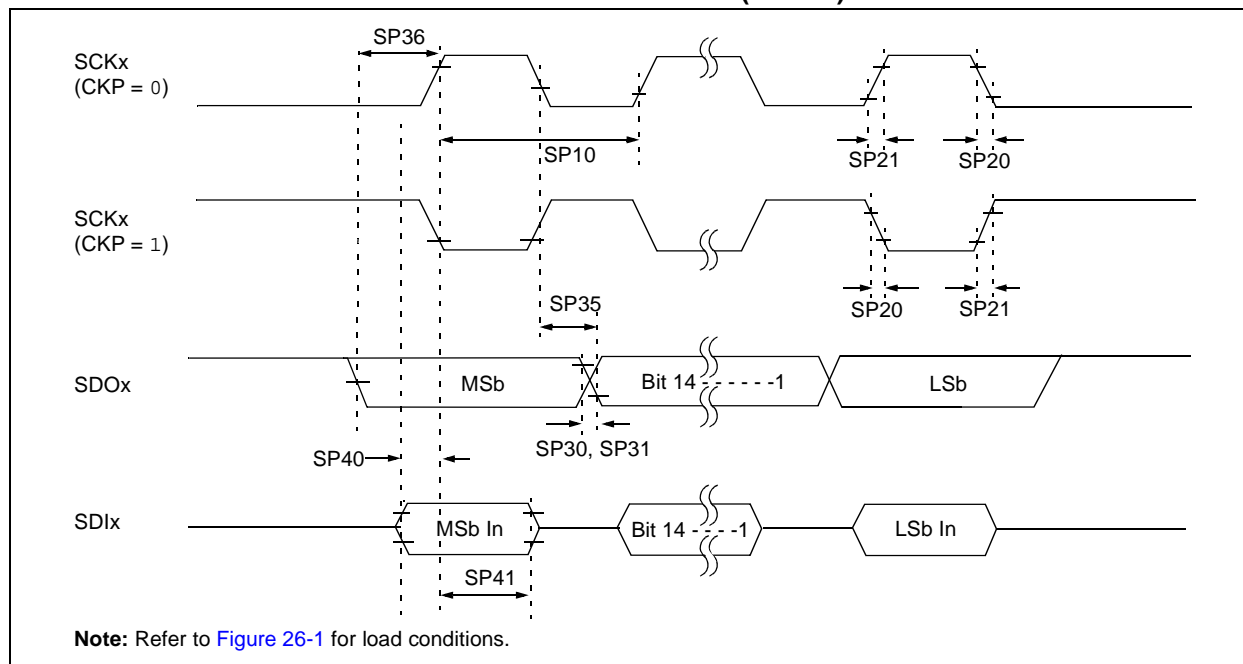 SP36
SCKx
(CKP = 0)
SP10
SP21
SP20
SCKx
(CKP = 1)
SP35
SP20
SP21
SDOx
MSb
Bit 14 - - - - - -1
LSb
SP30, SP31
SP40
SDIx
MSb In
Bit 14 - - - -1
LSb In
SP41
Note: Refer to Figure 26-1 for load conditions.